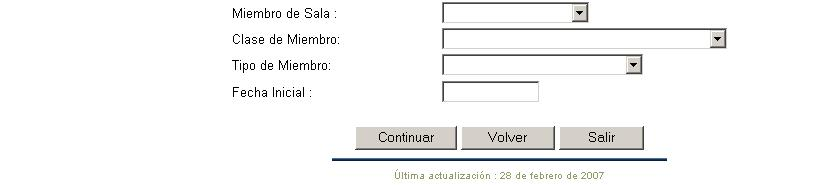 Miembro de Sala :
Clase de Miembro:
Tipo de Miembro:
Fecha Inicial :
Continuar Volver Salir
Última actualización : 28 de febrero de 2007